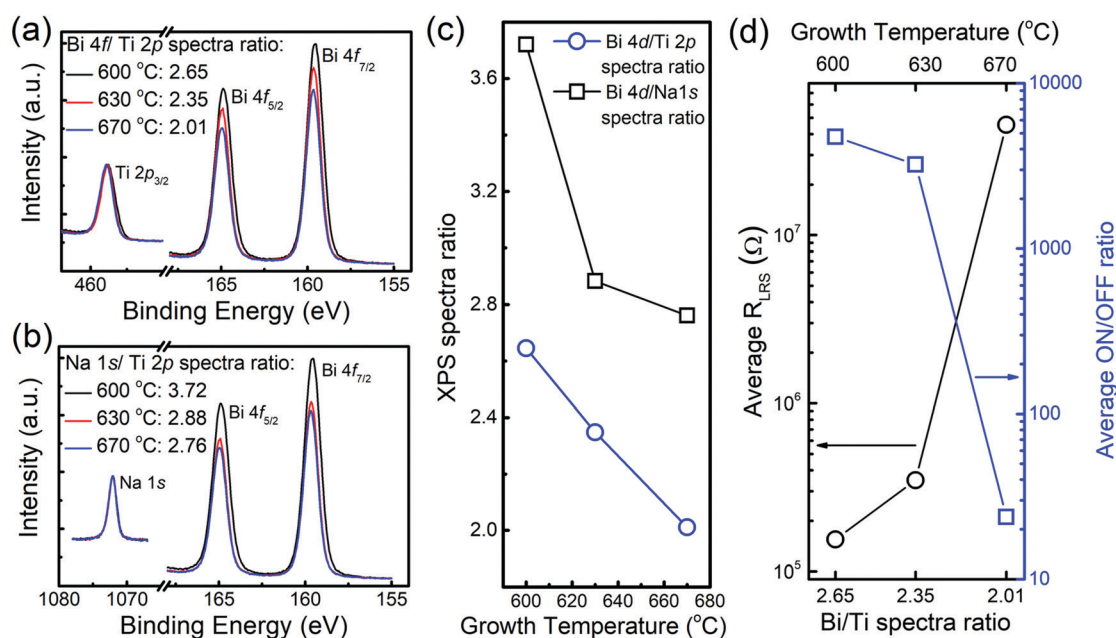 (a)
Bi 4f/ Ti 2p spectra ratio:
600 °C: 2.65
630 °C: 2.35
670 °C: 2.01
Bi 4f7/2
Bi 4f5/2
Ti 2p3/2
Intensity (a.u.)
460 165 160 155
Binding Energy (eV)
(b)
Na 1s/ Ti 2p spectra ratio:
600 °C: 3.72
630 °C: 2.88
670 °C: 2.76
Bi 4f7/2
Bi 4f5/2
Na 1s
Intensity (a.u.)
1080 1070 165 160 155
Binding Energy (eV)
(c)
Bi 4d/Ti 2p
spectra ratio
Bi 4d/Na1s
spectra ratio
XPS spectra ratio
3.6
3.2
2.8
2.4
2.0
600 620 640 660 680
Growth Temperature (°C)
(d)
Growth Temperature (°C)
600 630 670
Average RLRS (Ω)
10^7
10^6
10^5
10000
1000
100
10
Average ON/OFF ratio
2.65 2.35 2.01
Bi/Ti spectra ratio